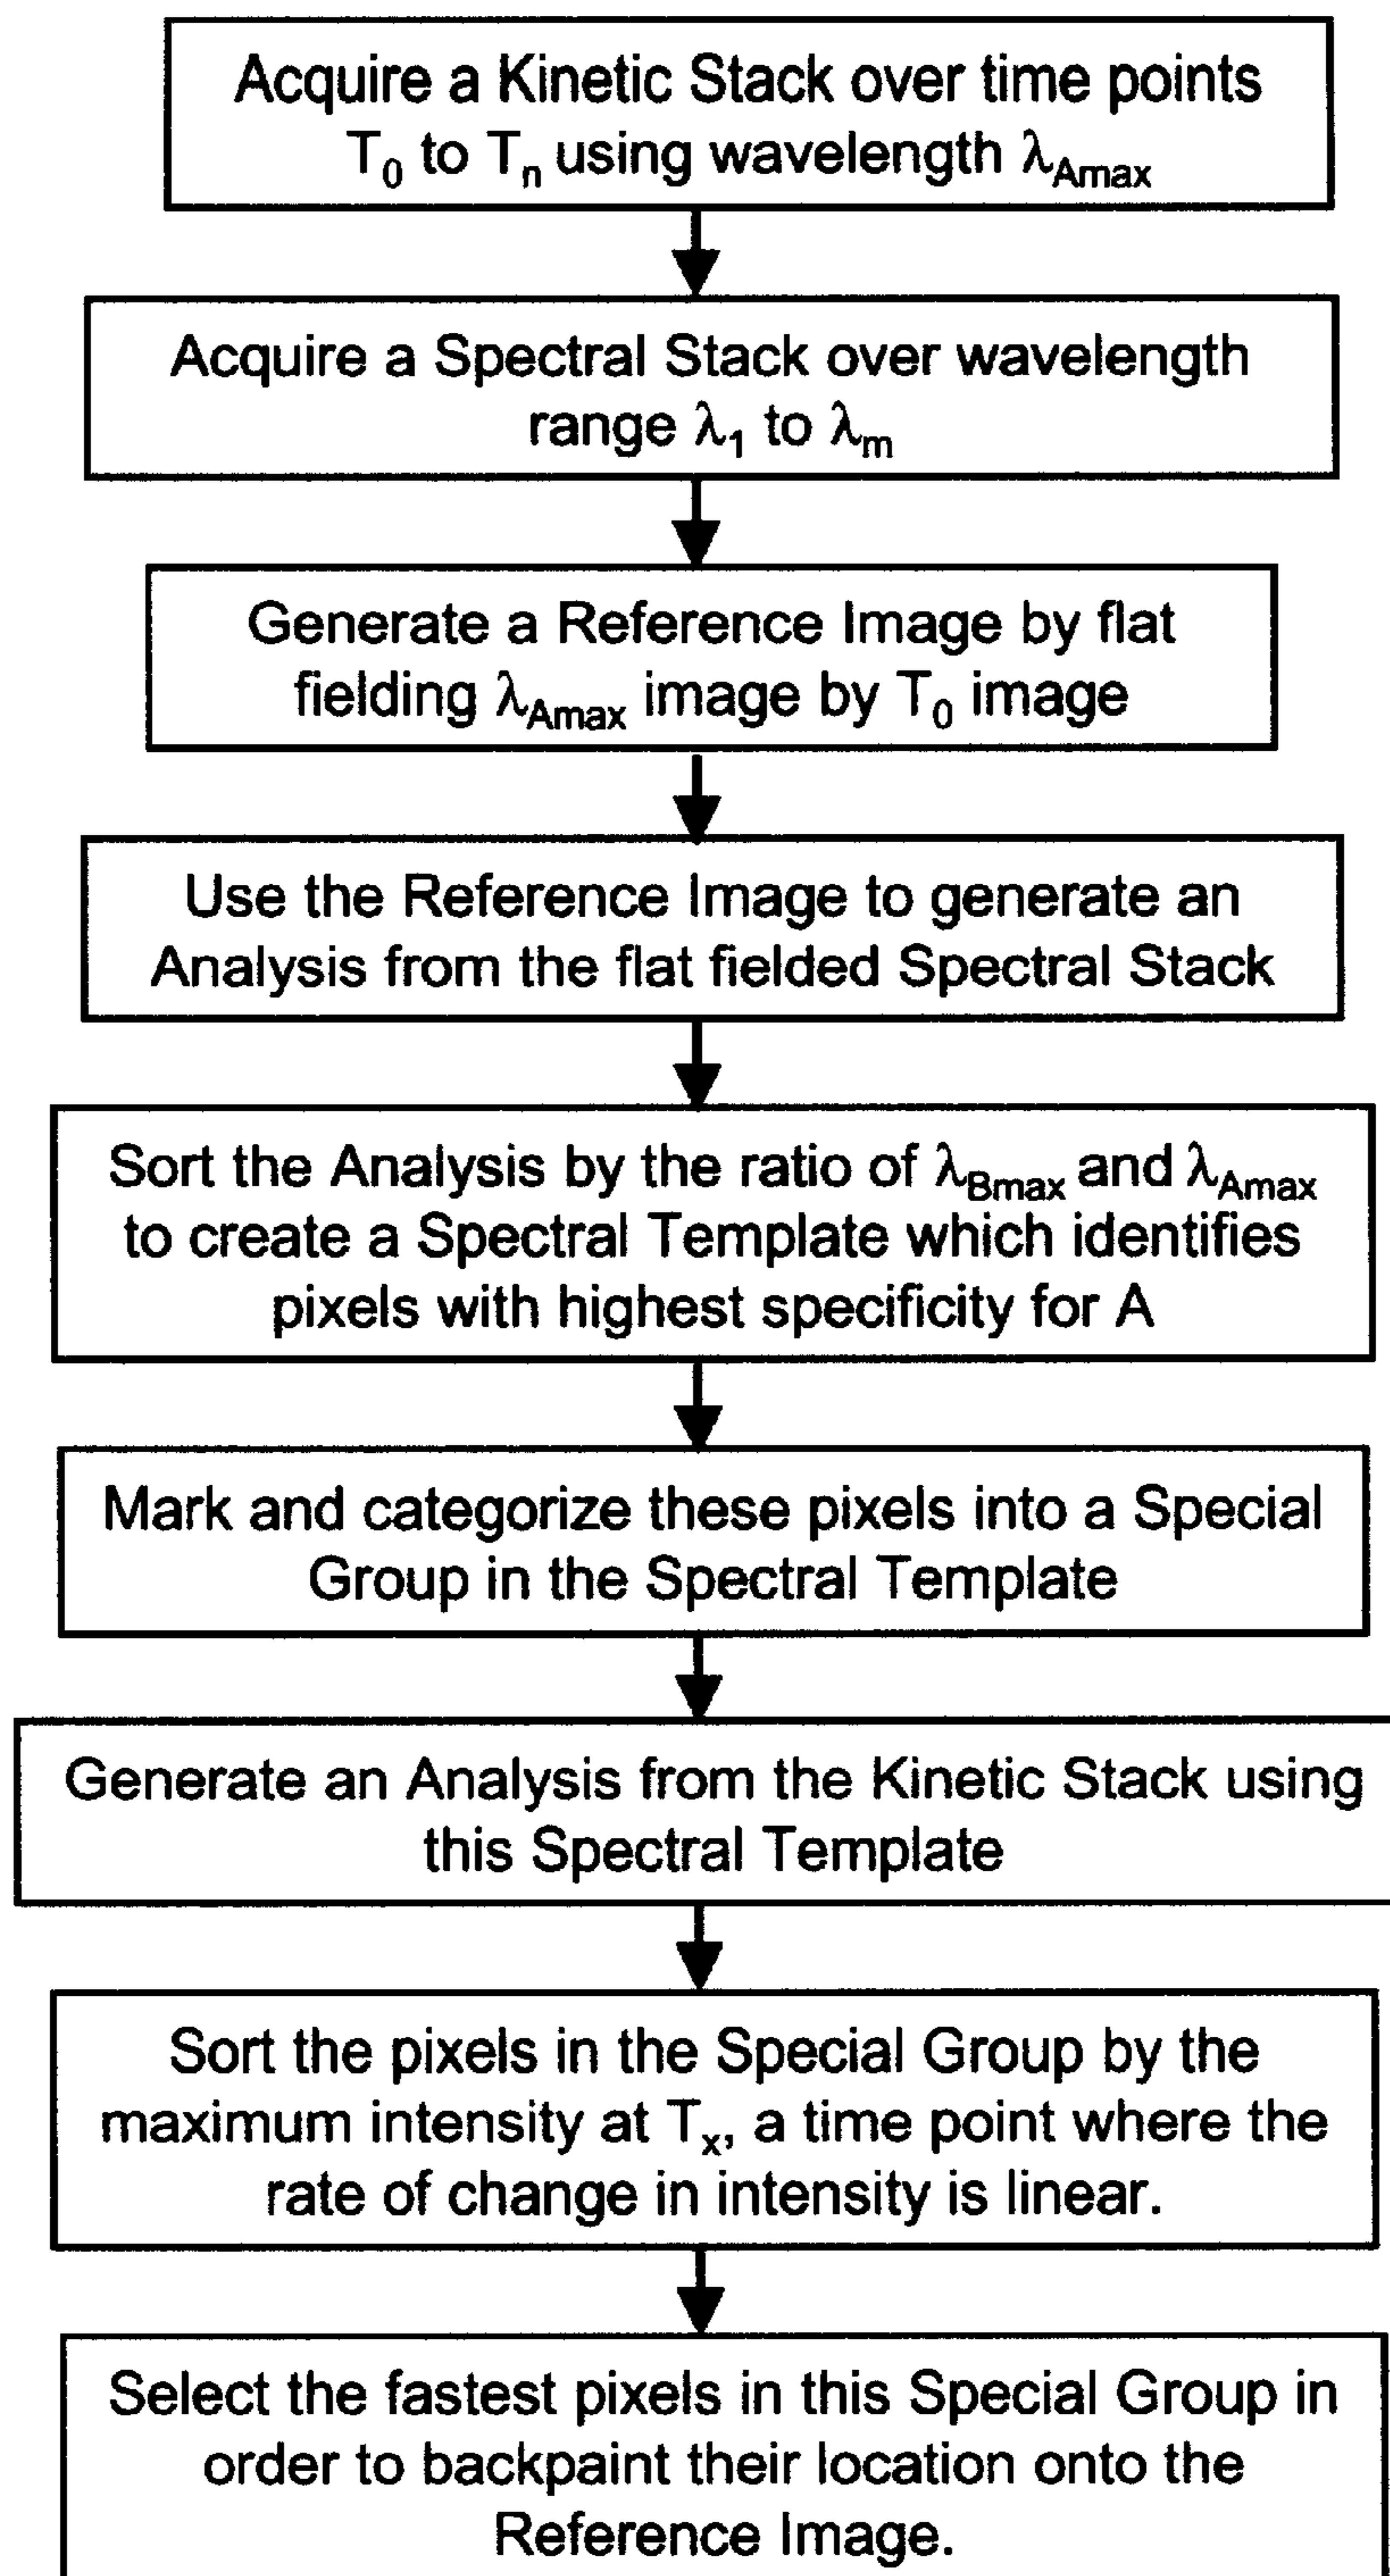 Acquire a Kinetic Stack over time points
T₀ to Tₙ using wavelength λAmax
Acquire a Spectral Stack over wavelength
range λ₁ to λₘ
Generate a Reference Image by flat
fielding λAmax image by T₀ image
Use the Reference Image to generate an
Analysis from the flat fielded Spectral Stack
Sort the Analysis by the ratio of λBmax and λAmax
to create a Spectral Template which identifies
pixels with highest specificity for A
Mark and categorize these pixels into a Special
Group in the Spectral Template
Generate an Analysis from the Kinetic Stack using
this Spectral Template
Sort the pixels in the Special Group by the
maximum intensity at Tₓ, a time point where the
rate of change in intensity is linear.
Select the fastest pixels in this Special Group in
order to backpaint their location onto the
Reference Image.